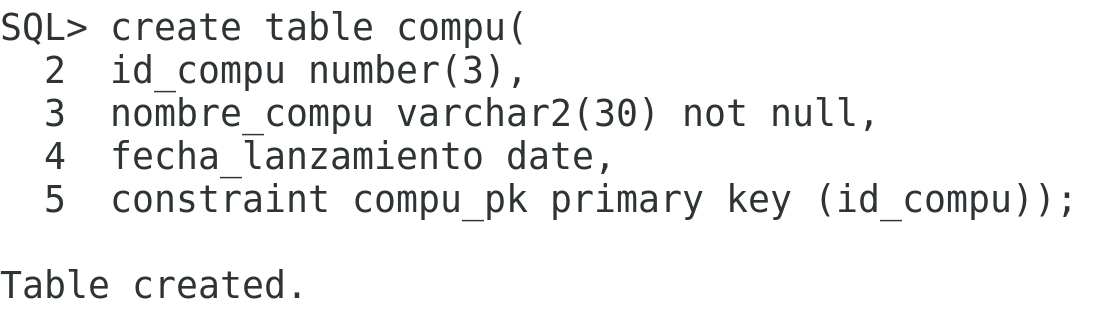 SQL> create table compu(
  2  id_compu number(3),
  3  nombre_compu varchar2(30) not null,
  4  fecha_lanzamiento date,
  5  constraint compu_pk primary key (id_compu));

Table created.